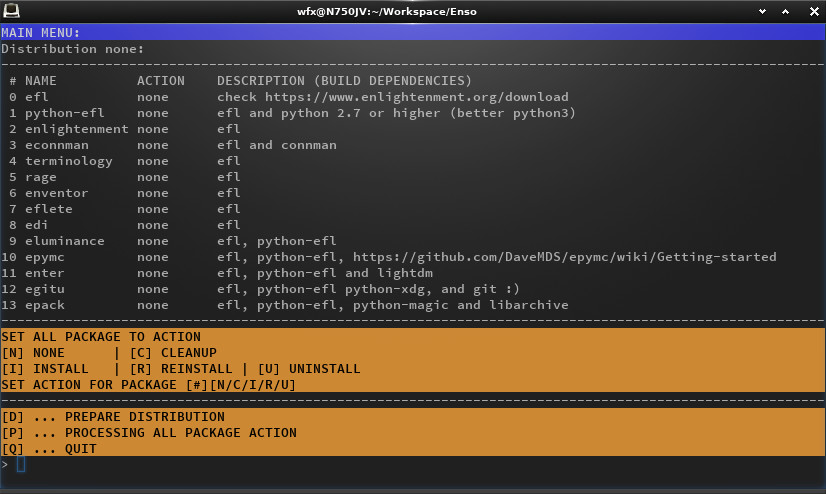 wfx@N750JV:~/Workspace/Enso
MAIN MENU:
Distribution none:
--------------------------------------------------------------------------------------------------------
 # NAME          ACTION    DESCRIPTION (BUILD DEPENDENCIES)
 0 efl           none      check https://www.enlightenment.org/download
 1 python-efl    none      efl and python 2.7 or higher (better python3)
 2 enlightenment none      efl
 3 econnman      none      efl and connman
 4 terminology   none      efl
 5 rage          none      efl
 6 enventor      none      efl
 7 eflete        none      efl
 8 edi           none      efl
 9 eluminance    none      efl, python-efl
10 epymc         none      efl, python-efl, https://github.com/DaveMDS/epymc/wiki/Getting-started
11 enter         none      efl, python-efl and lightdm
12 egitu         none      efl, python-efl python-xdg, and git :)
13 epack         none      efl, python-efl, python-magic and libarchive
--------------------------------------------------------------------------------------------------------
SET ALL PACKAGE TO ACTION
[N] NONE      | [C] CLEANUP
[I] INSTALL   | [R] REINSTALL | [U] UNINSTALL
SET ACTION FOR PACKAGE [#][N/C/I/R/U]
--------------------------------------------------------------------------------------------------------
[D] ... PREPARE DISTRIBUTION
[P] ... PROCESSING ALL PACKAGE ACTION
[Q] ... QUIT
>